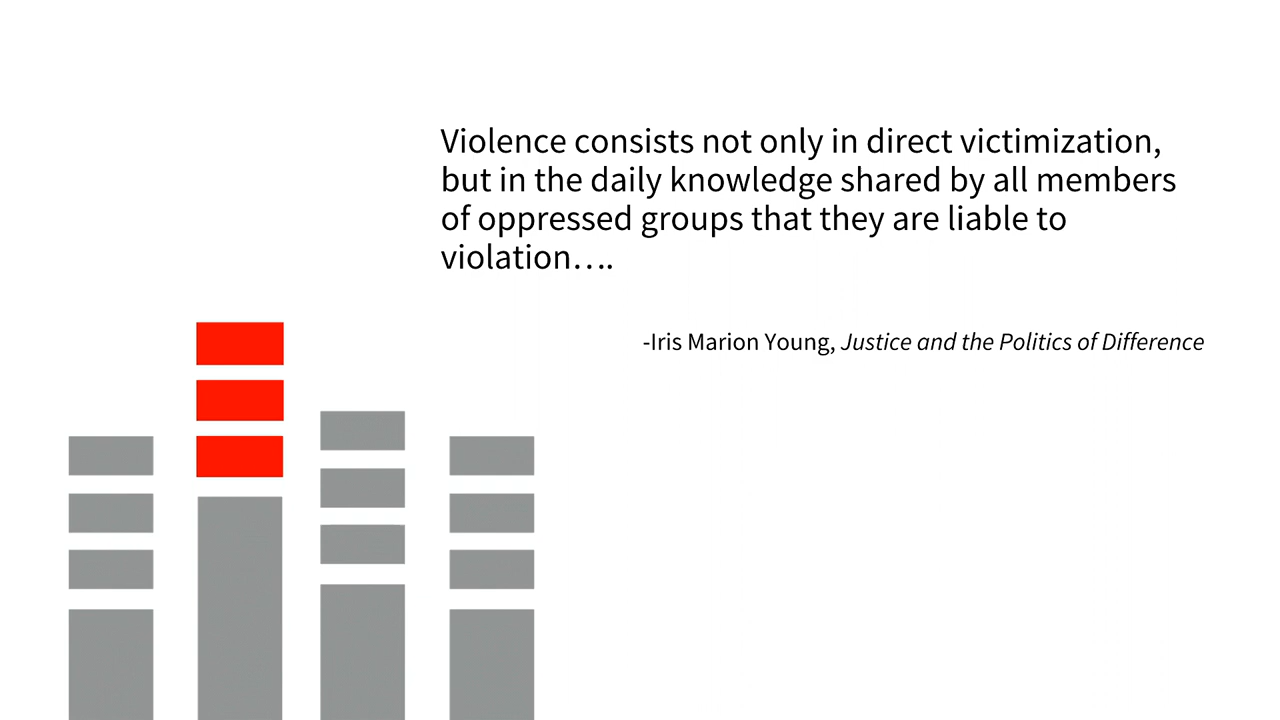 Violence consists not only in direct victimization,
but in the daily knowledge shared by all members
of oppressed groups that they are liable to
violation….
-Iris Marion Young, Justice and the Politics of Difference